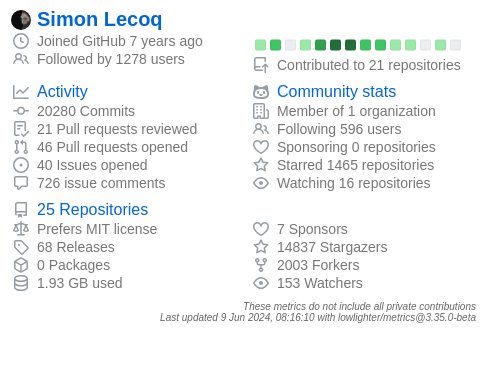 Simon Lecoq
Joined GitHub 7 years ago
Followed by 1278 users
Contributed to 21 repositories
Activity
20280 Commits
21 Pull requests reviewed
46 Pull requests opened
40 Issues opened
726 issue comments
Community stats
Member of 1 organization
Following 596 users
Sponsoring 0 repositories
Starred 1465 repositories
Watching 16 repositories
25 Repositories
Prefers MIT license
68 Releases
0 Packages
1.93 GB used
7 Sponsors
14837 Stargazers
2003 Forkers
153 Watchers
These metrics do not include all private contributions
Last updated 9 Jun 2024, 08:16:10 with lowlighter/metrics@3.35.0-beta